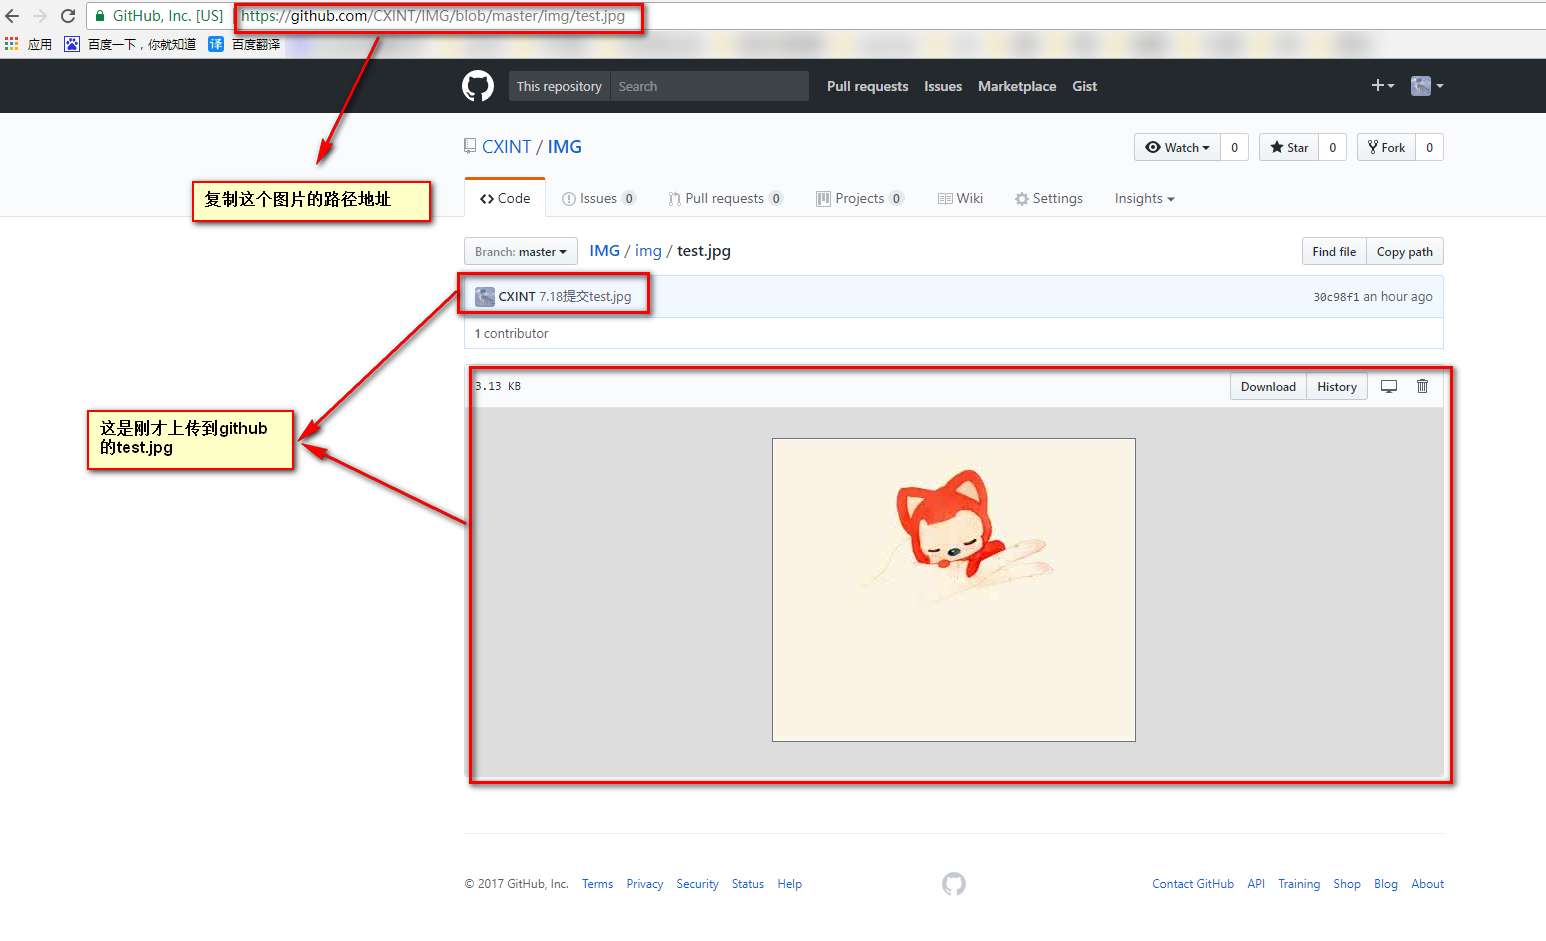 GitHub, Inc. [US] https://github.com/CXINT/IMG/blob/master/img/test.jpg
应用 百度一下，你就知道 译 百度翻译
This repository Search Pull requests Issues Marketplace Gist
CXINT / IMG Watch 0 Star 0 Fork 0
复制这个图片的路径地址
Code Issues 0 Pull requests 0 Projects 0 Wiki Settings Insights
Branch: master IMG / img / test.jpg Find file Copy path
CXINT 7.18提交test.jpg 30c98f1 an hour ago
1 contributor
3.13 KB Download History
这是刚才上传到github
的test.jpg
© 2017 GitHub, Inc. Terms Privacy Security Status Help Contact GitHub API Training Shop Blog About